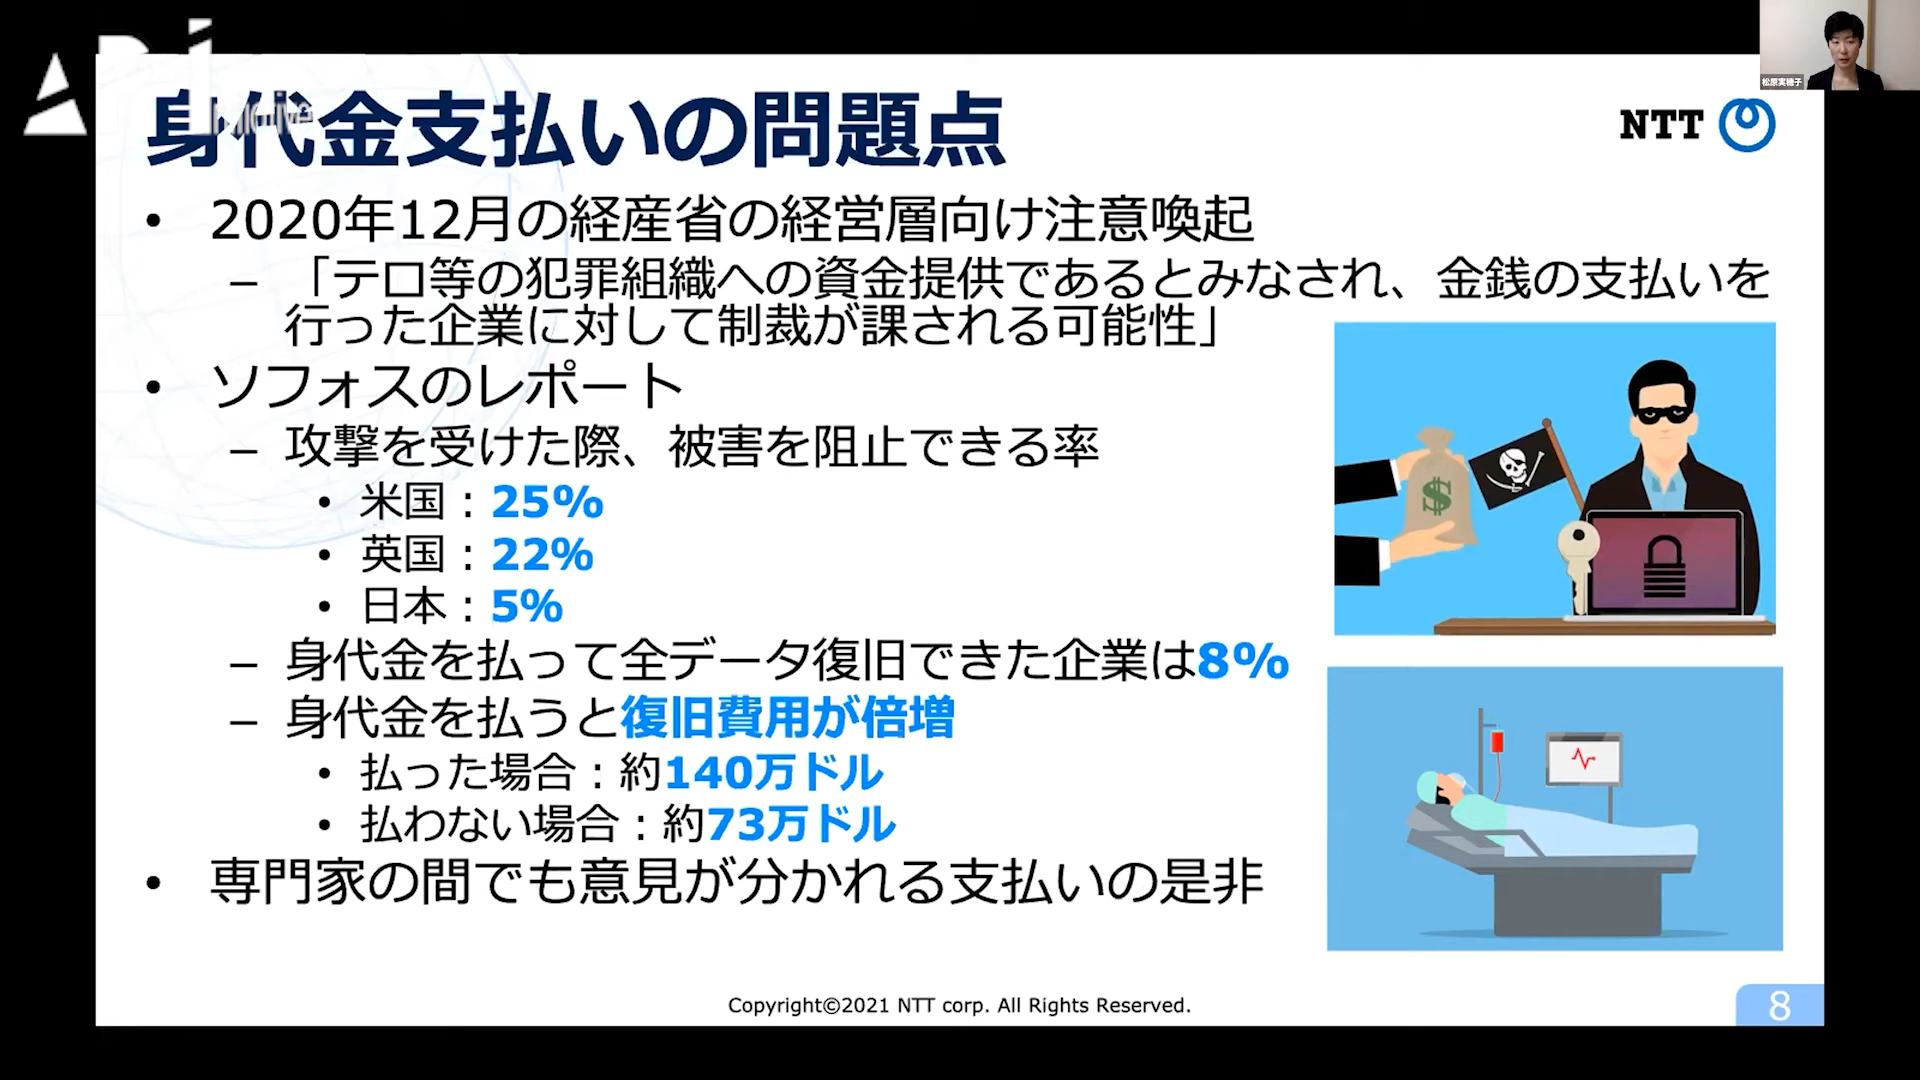 松原実穂子
身代金支払いの問題点
NTT
• 2020年12月の経産省の経営層向け注意喚起
– 「テロ等の犯罪組織への資金提供であるとみなされ、金銭の支払いを
行った企業に対して制裁が課される可能性」
• ソフォスのレポート
– 攻撃を受けた際、被害を阻止できる率
• 米国：25%
• 英国：22%
• 日本：5%
– 身代金を払って全データ復旧できた企業は8%
– 身代金を払うと復旧費用が倍増
• 払った場合：約140万ドル
• 払わない場合：約73万ドル
• 専門家の間でも意見が分かれる支払いの是非
$
Copyright©2021 NTT corp. All Rights Reserved.
8